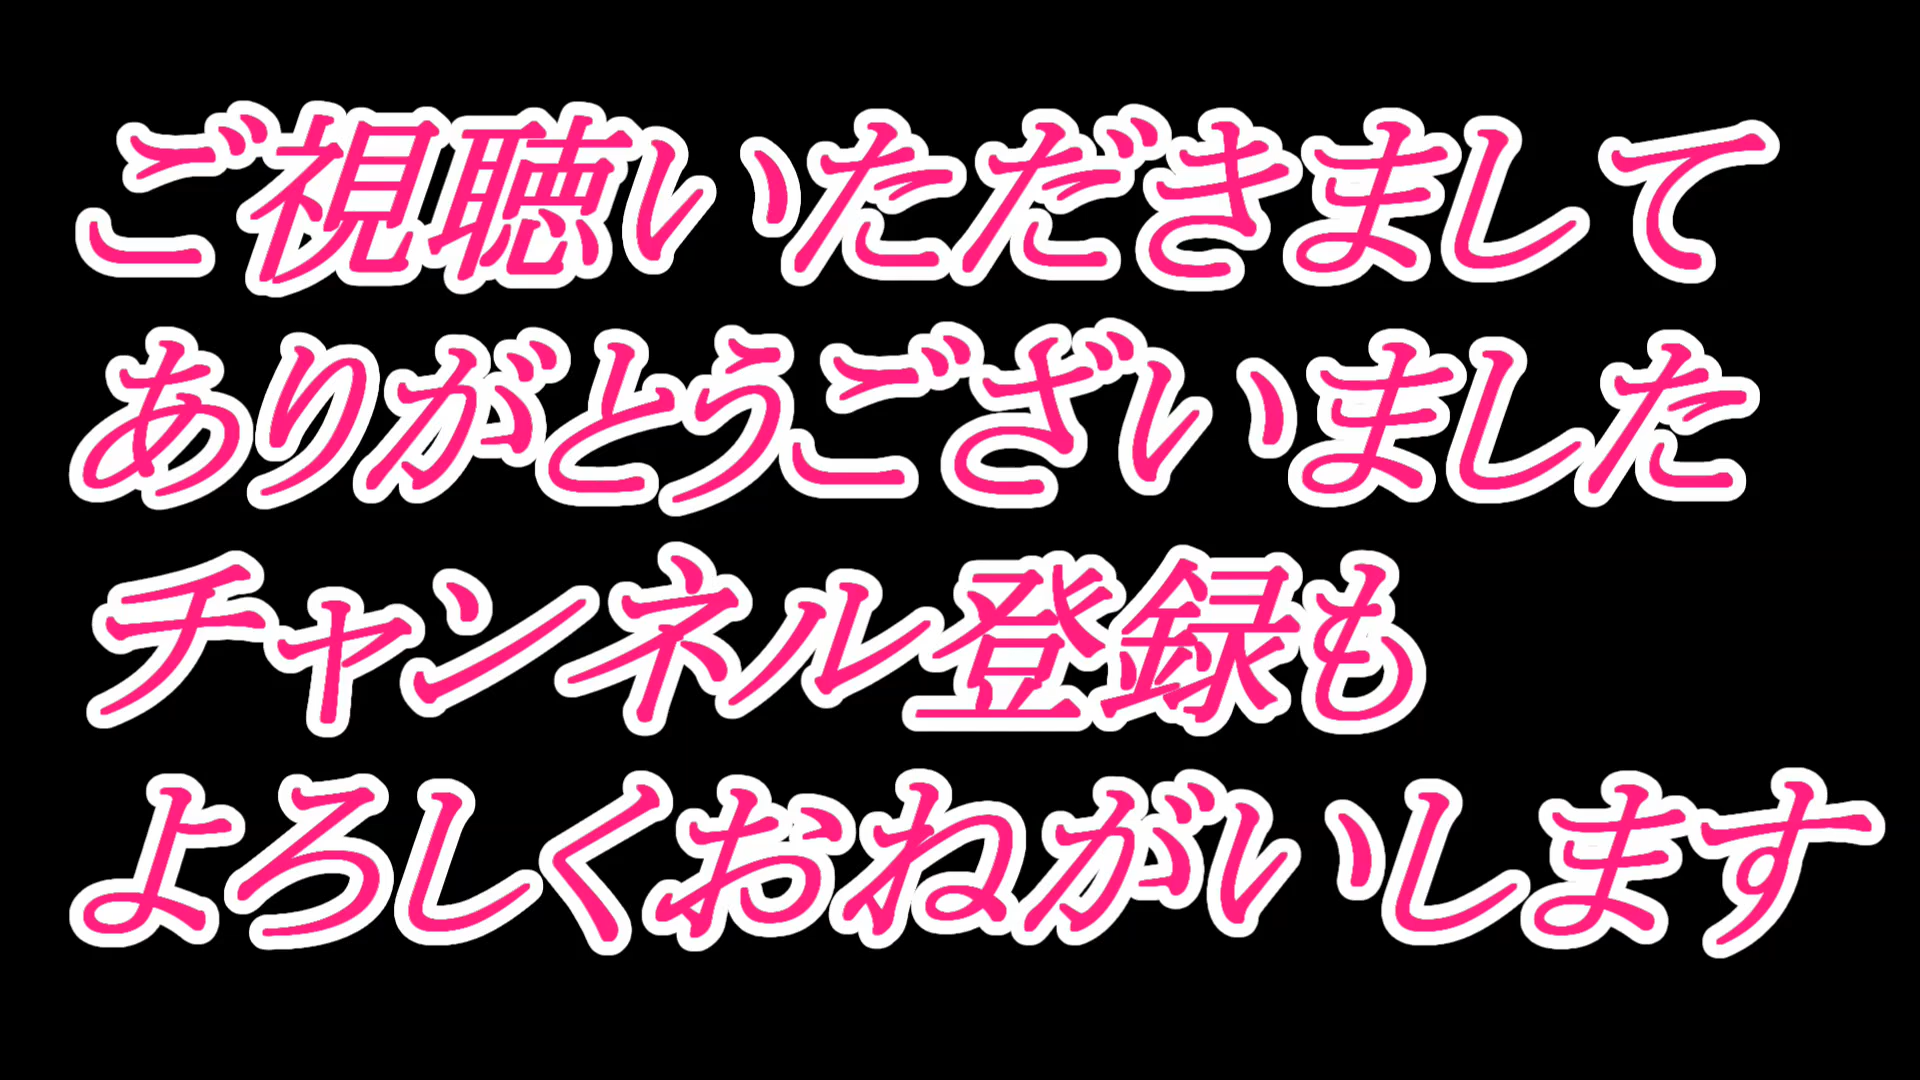 ご視聴いただきまして
ありがとうございました
チャンネル登録も
よろしくおねがいします